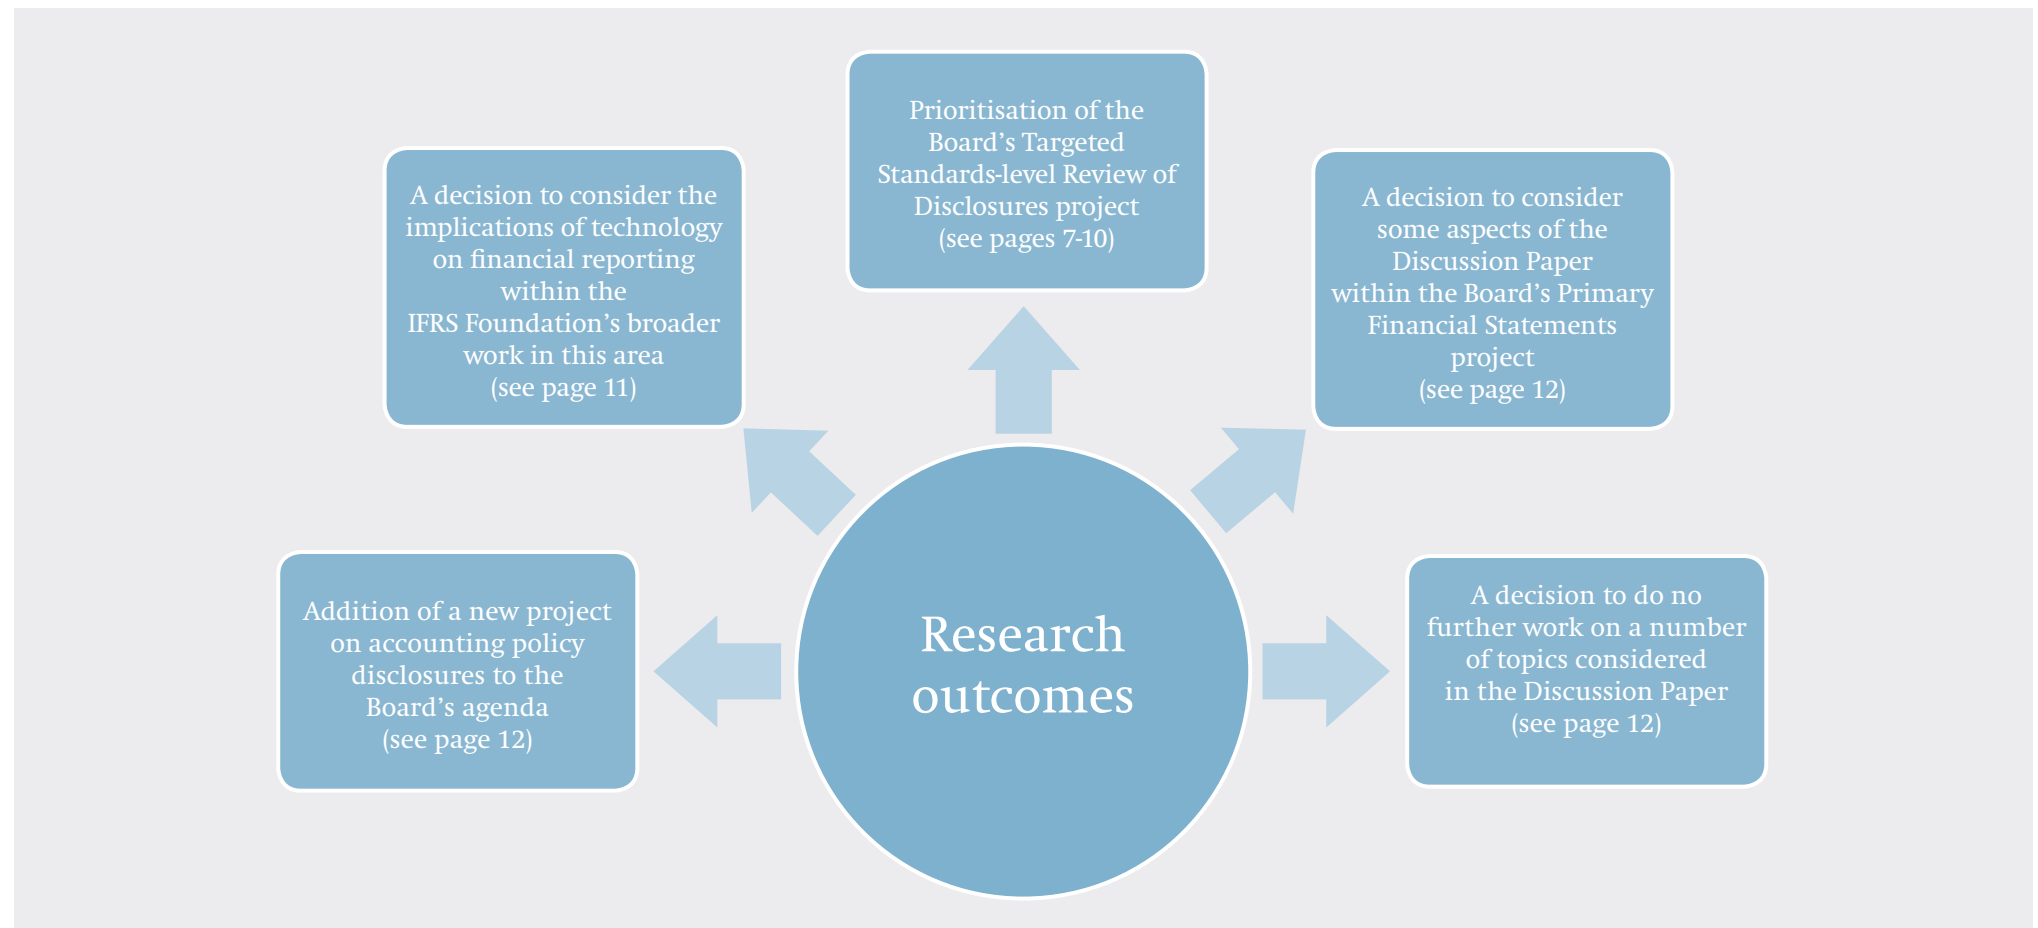 Prioritisation of the
Board’s Targeted
Standards-level Review of
Disclosures project
(see pages 7-10)
A decision to consider the
implications of technology
on financial reporting
within the
IFRS Foundation’s broader
work in this area
(see page 11)
A decision to consider
some aspects of the
Discussion Paper
within the Board’s Primary
Financial Statements
project
(see page 12)
Addition of a new project
on accounting policy
disclosures to the
Board’s agenda
(see page 12)
Research
outcomes
A decision to do no
further work on a number
of topics considered
in the Discussion Paper
(see page 12)